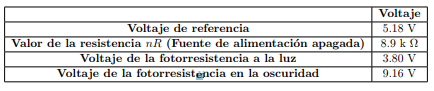 Voltaje
Voltaje de referencia 5.18 V
Valor de la resistencia nR (Fuente de alimentación apagada) 8.9 k Ω
Voltaje de la fotorresistencia a la luz 3.80 V
Voltaje de la fotorresistencia en la oscuridad 9.16 V